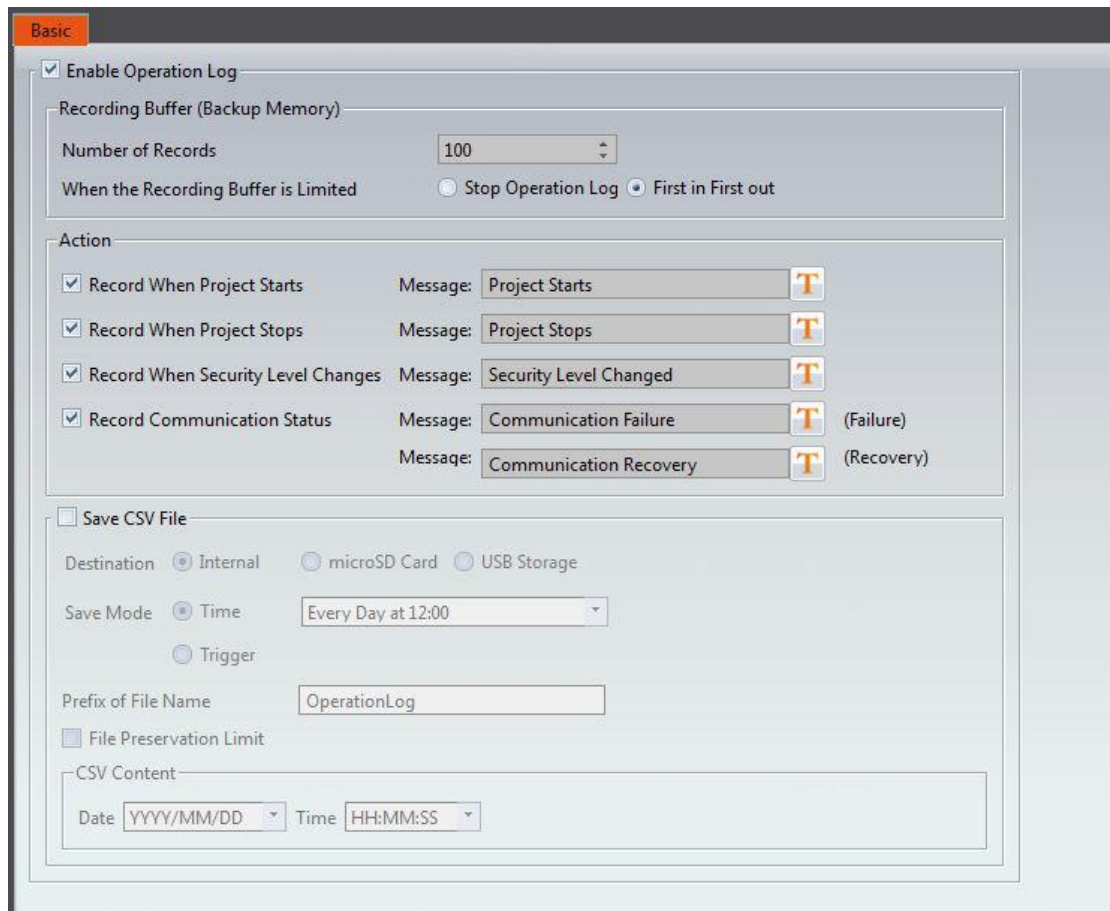 Basic
Enable Operation Log
Recording Buffer (Backup Memory)
Number of Records 100
When the Recording Buffer is Limited Stop Operation Log First in First out
Action
Record When Project Starts Message: Project Starts T
Record When Project Stops Message: Project Stops T
Record When Security Level Changes Message: Security Level Changed T
Record Communication Status Message: Communication Failure T (Failure)
Message: Communication Recovery T (Recovery)
Save CSV File
Destination Internal microSD Card USB Storage
Save Mode Time Every Day at 12:00
Trigger
Prefix of File Name OperationLog
File Preservation Limit
CSV Content
Date YYYY/MM/DD Time HH:MM:SS